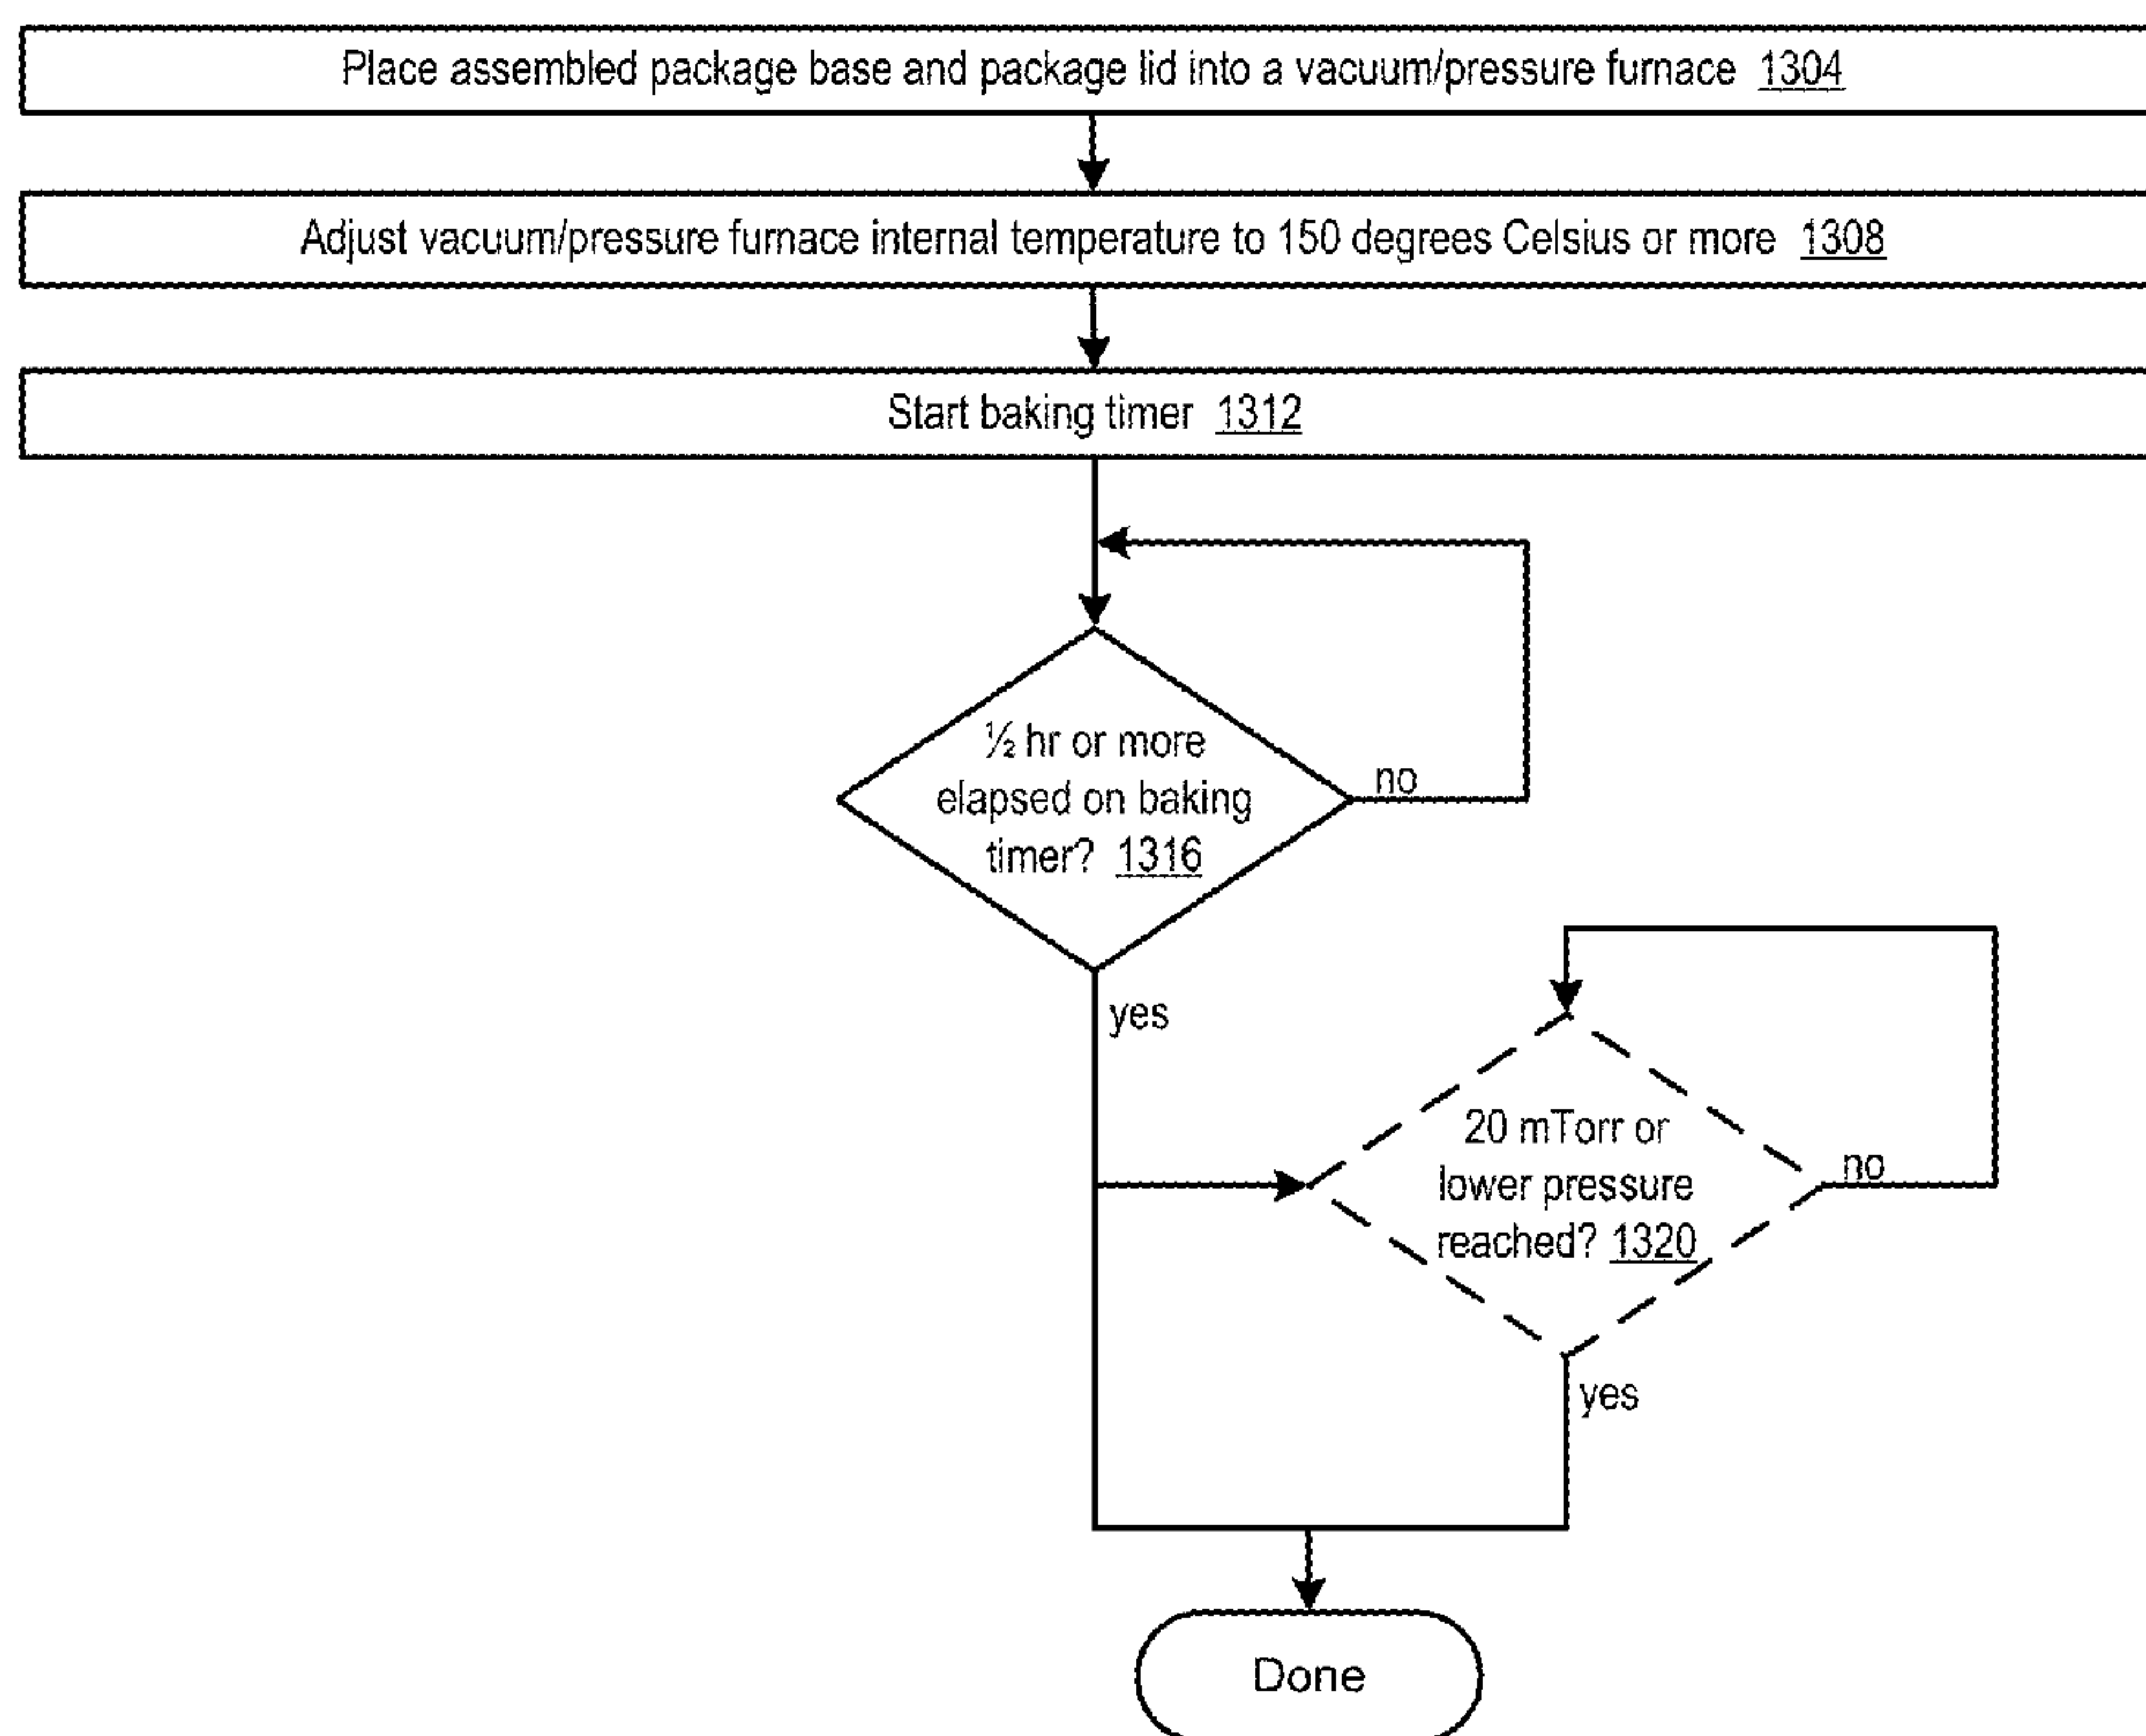 Place assembled package base and package lid into a vacuum/pressure furnace 1304
Adjust vacuum/pressure furnace internal temperature to 150 degrees Celsius or more 1308
Start baking timer 1312
½ hr or more
elapsed on baking
timer? 1316
no
yes
20 mTorr or
lower pressure
reached? 1320
no
yes
Done